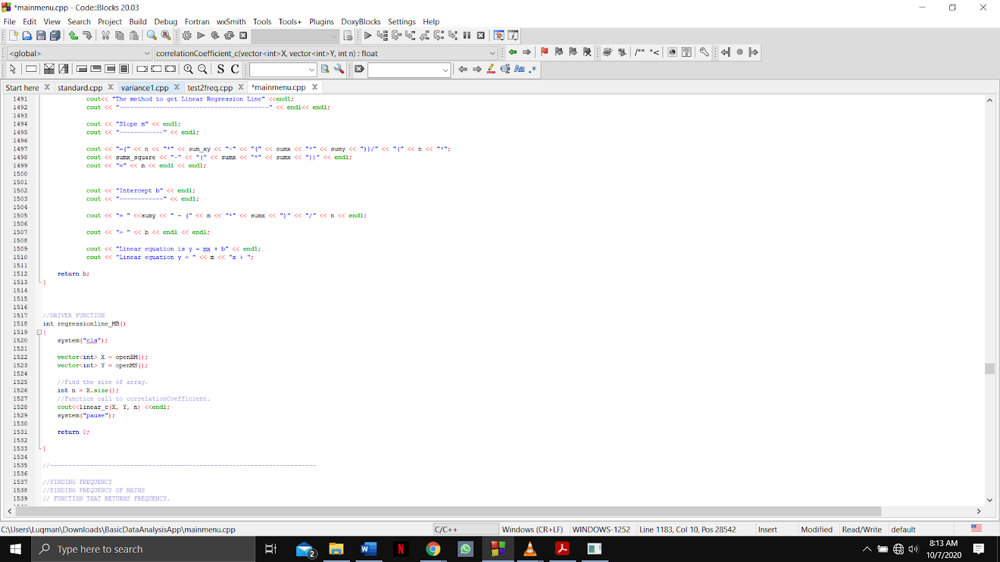 *mainmenu.cpp - Code::Blocks 20.03
File Edit View Search Project Build Debug Fortran wxSmith Tools Tools+ Plugins DoxyBlocks Settings Help
<global> correlationCoefficient_c(vector<int>X, vector<int>Y, int n) : float
Start here standard.cpp variance1.cpp test2freq.cpp *mainmenu.cpp
1491 cout<< "The method to get Linear Regression Line" <<endl;
1492 cout << "-----------------------------------------" << endl<< endl;
1493
1494 cout << "Slope m" << endl;
1495 cout << "------------" << endl;
1496
1497 cout << "=(" << n << "*" << sum_xy << "-" << "(" << sumx << "*" << sumy << "))/" << "(" << n << "*";
1498 cout << sumx_square << "-" << "(" << sumx << "*" << sumx << "))" << endl;
1499 cout << "=" << m << endl << endl;
1500
1501
1502 cout << "Intercept b" << endl;
1503 cout << "------------" << endl;
1504
1505 cout << "= " <<sumy << " - (" << m << "*" << sumx << ")" << "/" << n << endl;
1506
1507 cout << "= " << b << endl << endl;
1508
1509 cout << "Linear equation is y = mx + b" << endl;
1510 cout << "Linear equation y = " << m << "x + ";
1511
1512 return b;
1513 }
1514
1515
1516
1517 //DRIVER FUNCTION
1518 int regressionline_MB()
1519 {
1520 system("cls");
1521
1522 vector<int> X = openBM();
1523 vector<int> Y = openMS();
1524
1525 //Find the size of array.
1526 int n = X.size();
1527 //Function call to correlationCoefficient.
1528 cout<<linear_c(X, Y, n) <<endl;
1529 system("pause");
1530
1531 return 0;
1532
1533 }
1534
1535 //-------------------------------------------------------------------------
1536
1537 //FINDING FREQUENCY
1538 //FINDING FREQUENCY OF MATHS
1539 // FUNCTION THAT RETURNS FREQUENCY.
C:\Users\Luqman\Downloads\BasicDataAnalysisApp\mainmenu.cpp C/C++ Windows (CR+LF) WINDOWS-1252 Line 1183, Col 10, Pos 28542 Insert Modified Read/Write default
Type here to search
2
8:13 AM
10/7/2020